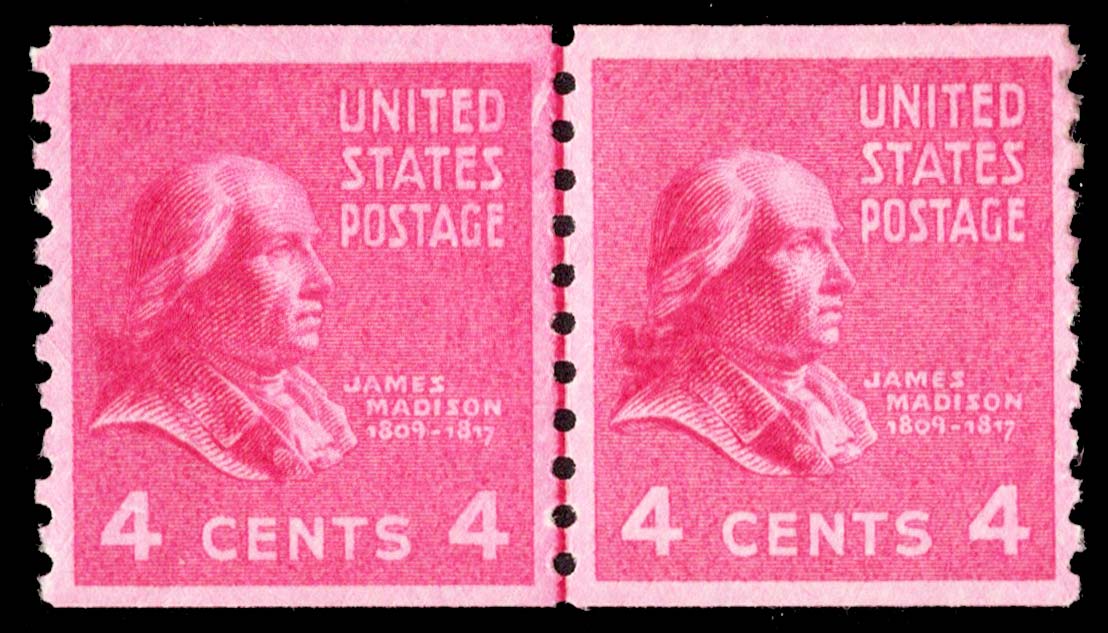 UNITED
STATES
POSTAGE
JAMES
MADISON
1809-1817
4 CENTS 4
UNITED
STATES
POSTAGE
JAMES
MADISON
1809-1817
4 CENTS 4